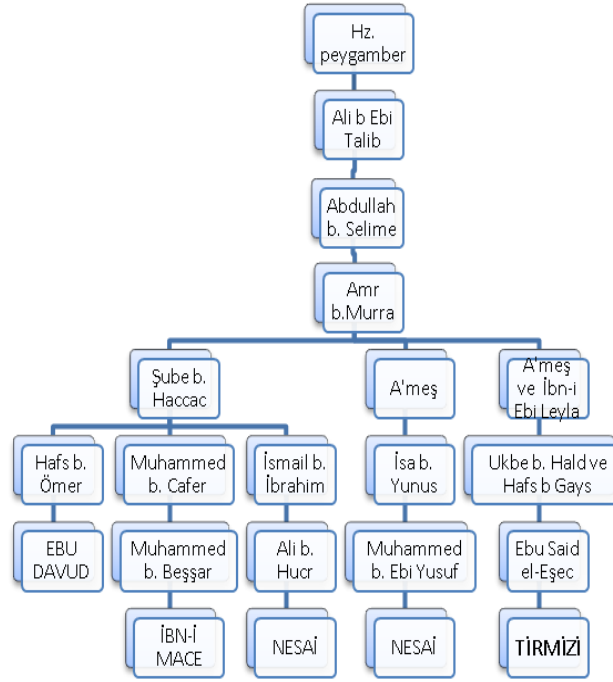 Hz.
peygamber
Ali b Ebi
Talib
Abdullah
b. Selime
Amr
b.Murra
Şube b.
Haccac
A'meş
A'meş
ve İbn-i
Ebi Leyla
Hafs b.
Ömer
Muhammed
b. Cafer
İsmail b.
İbrahim
İsa b.
Yunus
Ukbe b. Hald ve
Hafs b Gays
EBU
DAVUD
Muhammed
b. Beşşar
Ali b.
Hucr
Muhammed
b. Ebi Yusuf
Ebu Said
el-Eşec
İBN-İ
MACE
NESAİ
NESAİ
TİRMİZİ